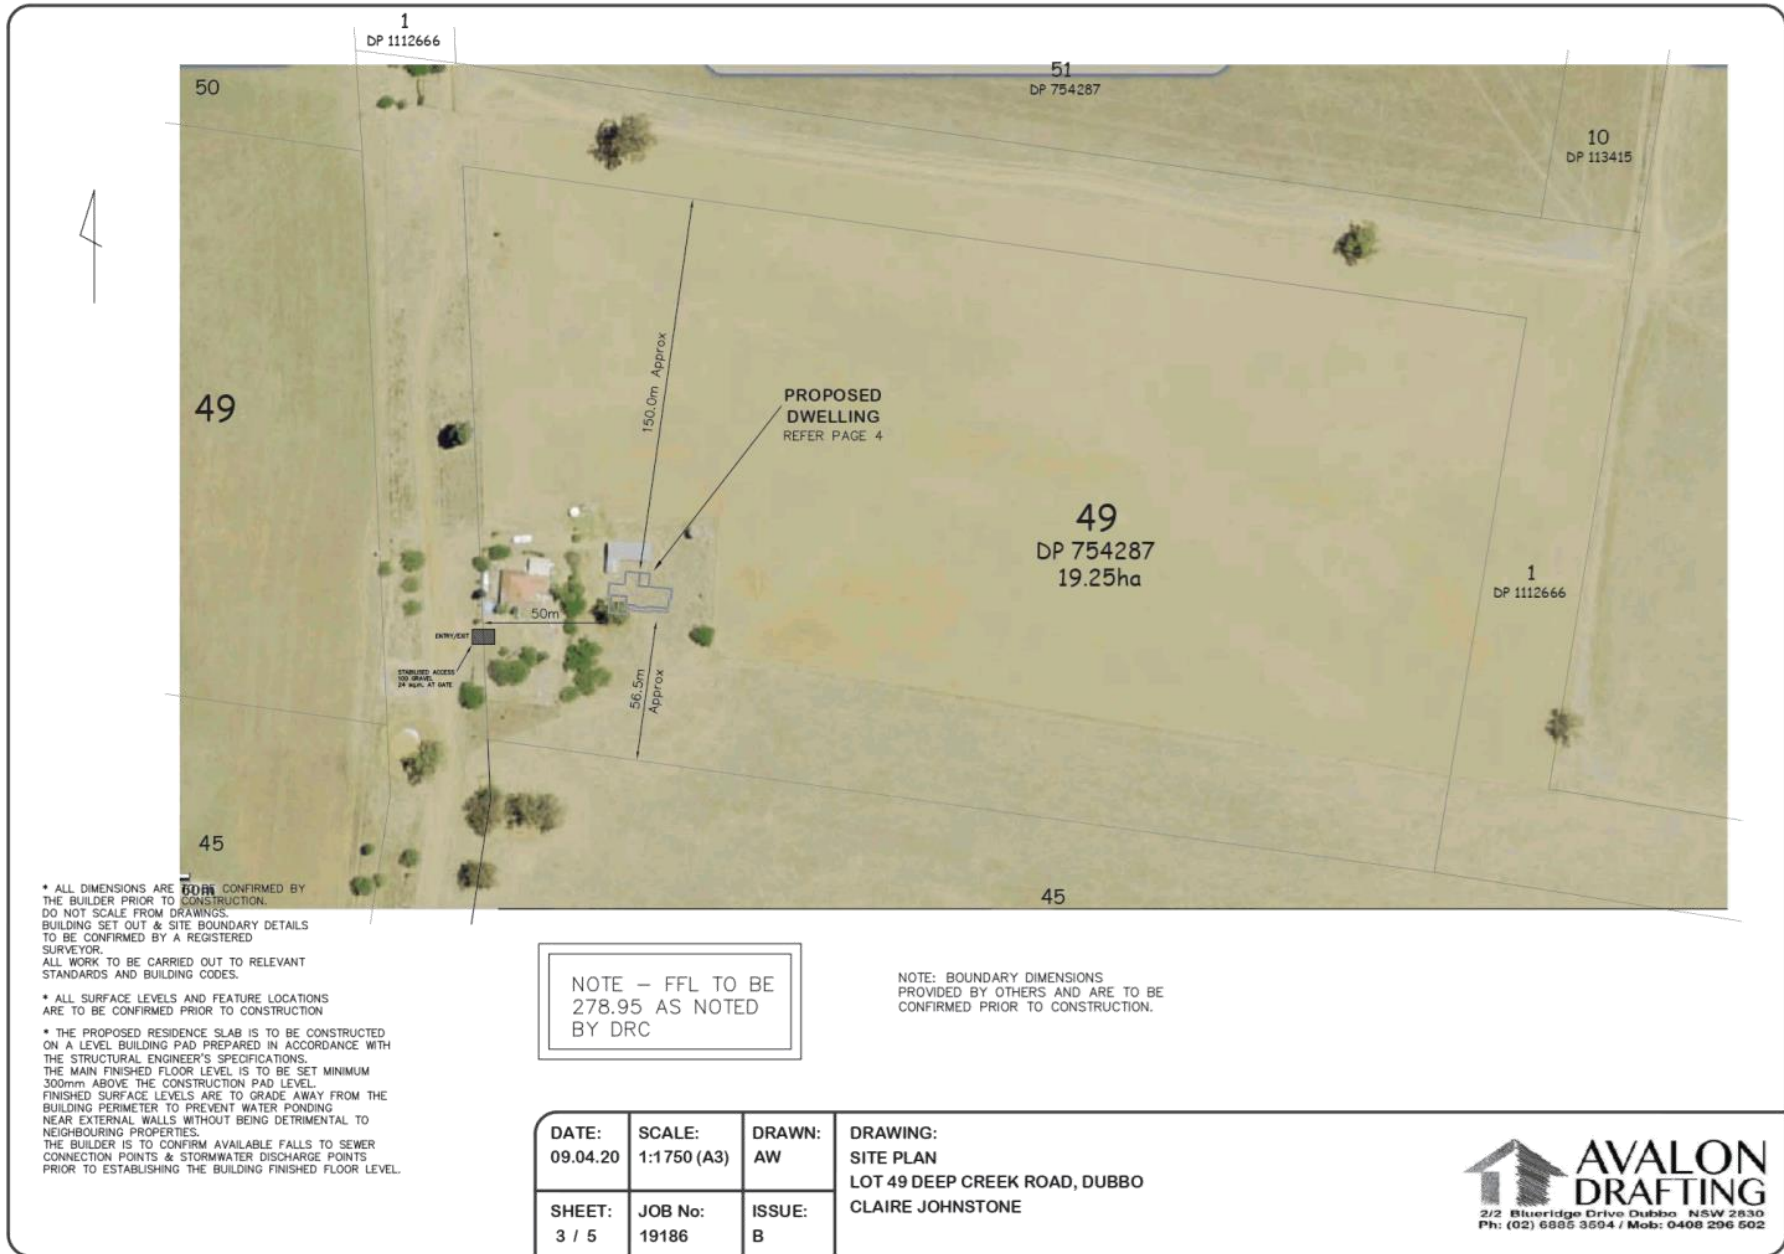 1
DP 1112666
50
51
DP 754287
10
DP 113415
49
150.0m Approx
PROPOSED
DWELLING
REFER PAGE 4
49
DP 754287
19.25ha
1
DP 1112666
50m
ENTRY/EXIT
STABILISED ACCESS
100 GRAVEL
24 sqm. AT GATE
56.5m
Approx
45
45
60m
* ALL DIMENSIONS ARE TO BE CONFIRMED BY
THE BUILDER PRIOR TO CONSTRUCTION.
DO NOT SCALE FROM DRAWINGS.
BUILDING SET OUT & SITE BOUNDARY DETAILS
TO BE CONFIRMED BY A REGISTERED
SURVEYOR.
ALL WORK TO BE CARRIED OUT TO RELEVANT
STANDARDS AND BUILDING CODES.
* ALL SURFACE LEVELS AND FEATURE LOCATIONS
ARE TO BE CONFIRMED PRIOR TO CONSTRUCTION
* THE PROPOSED RESIDENCE SLAB IS TO BE CONSTRUCTED
ON A LEVEL BUILDING PAD PREPARED IN ACCORDANCE WITH
THE STRUCTURAL ENGINEER'S SPECIFICATIONS.
THE MAIN FINISHED FLOOR LEVEL IS TO BE SET MINIMUM
300mm ABOVE THE CONSTRUCTION PAD LEVEL.
FINISHED SURFACE LEVELS ARE TO GRADE AWAY FROM THE
BUILDING PERIMETER TO PREVENT WATER PONDING
NEAR EXTERNAL WALLS WITHOUT BEING DETRIMENTAL TO
NEIGHBOURING PROPERTIES.
THE BUILDER IS TO CONFIRM AVAILABLE FALLS TO SEWER
CONNECTION POINTS & STORMWATER DISCHARGE POINTS
PRIOR TO ESTABLISHING THE BUILDING FINISHED FLOOR LEVEL.
NOTE – FFL TO BE
278.95 AS NOTED
BY DRC
NOTE: BOUNDARY DIMENSIONS
PROVIDED BY OTHERS AND ARE TO BE
CONFIRMED PRIOR TO CONSTRUCTION.
DATE:
09.04.20
SCALE:
1:1750 (A3)
DRAWN:
AW
SHEET:
3 / 5
JOB No:
19186
ISSUE:
B
DRAWING:
SITE PLAN
LOT 49 DEEP CREEK ROAD, DUBBO
CLAIRE JOHNSTONE
AVALON
DRAFTING
2/2 Blueridge Drive Dubbo NSW 2830
Ph: (02) 6885 3594 / Mob: 0408 296 502